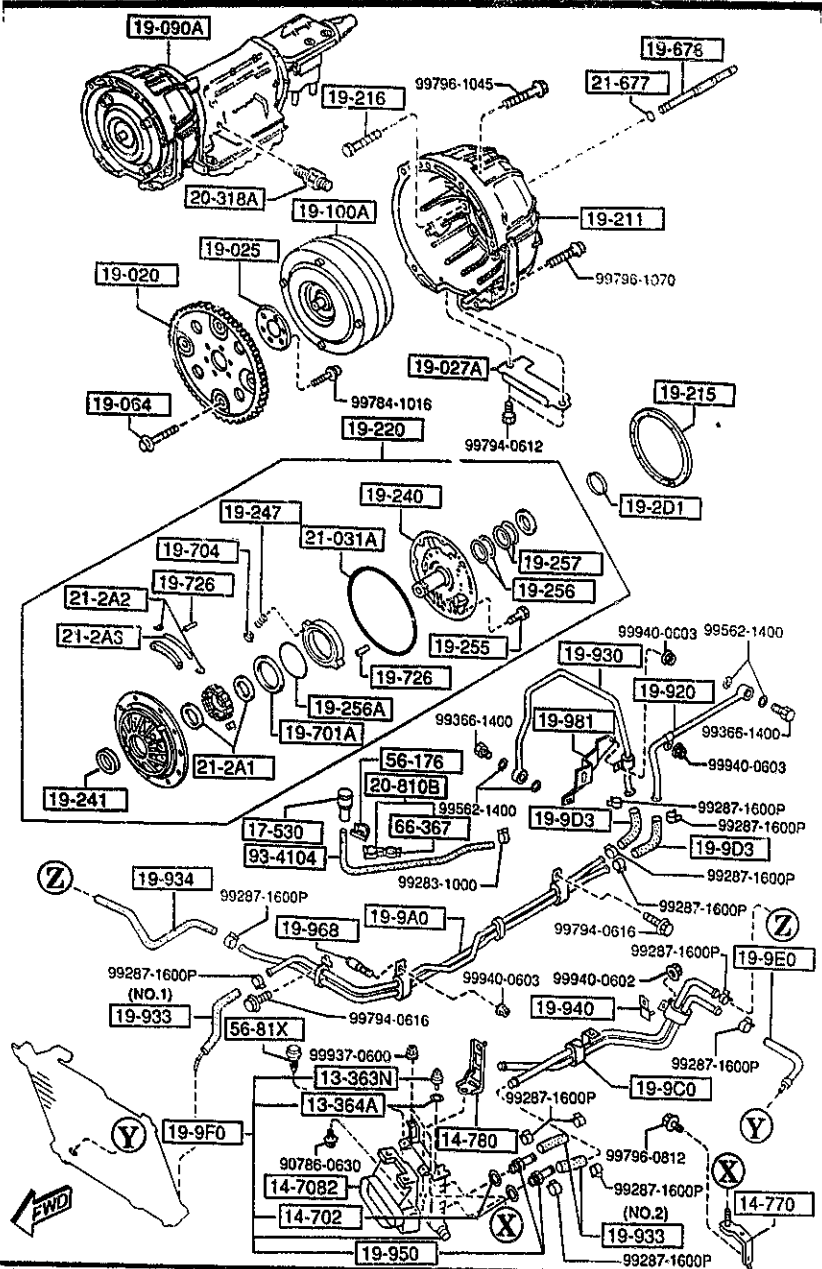 19-090A
19-678
99796-1045
21-677
19-216
20-318A
19-100A
19-211
19-025
19-020
99796-1070
19-027A
19-215
19-064
99784-1016
19-220
99794-0612
19-240
19-2D1
19-247
21-031A
19-704
19-257
19-726
19-256
21-2A2
21-2A3
19-255
99940-0603
99562-1400
19-930
19-726
19-920
19-256A
99366-1400
19-981
19-701A
99366-1400
21-2A1
56-176
99940-0603
19-241
20-810B
99562-1400
99287-1600P
17-530
66-367
19-9D3
99287-1600P
93-4104
19-9D3
Z
19-934
99283-1000
99287-1600P
99287-1600P
19-9A0
99287-1600P
Z
19-968
99794-0616
99287-1600P
19-9E0
99287-1600P
99940-0603
99940-0602
(NO.1)
19-933
99794-0616
19-940
56-81X
99937-0600
99287-1600P
13-363N
19-9C0
13-364A
99287-1600P
Y
19-9F0
14-780
Y
90786-0630
99796-0812
X
14-7082
99287-1600P
14-770
FWD
14-702
X
(NO.2)
19-933
19-950
99287-1600P